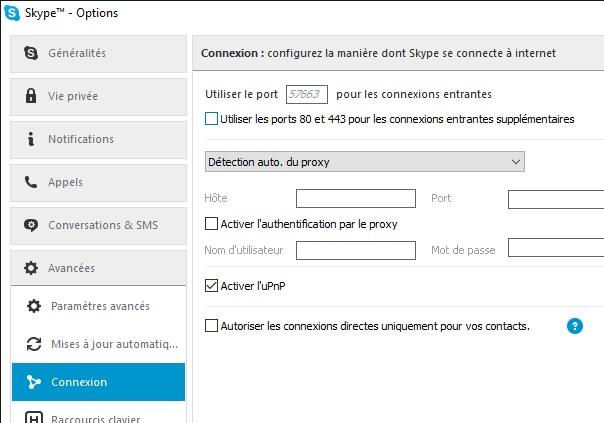 Skype™ - Options
Généralités
Vie privée
Notifications
Appels
Conversations & SMS
Avancées
Paramètres avancés
Mises à jour automatiq...
Connexion
Raccourcis clavier
Connexion : configurez la manière dont Skype se connecte à internet
Utiliser le port 57663 pour les connexions entrantes
Utiliser les ports 80 et 443 pour les connexions entrantes supplémentaires
Détection auto. du proxy
Hôte Port
Activer l'authentification par le proxy
Nom d'utilisateur Mot de passe
Activer l'uPnP
Autoriser les connexions directes uniquement pour vos contacts. ?